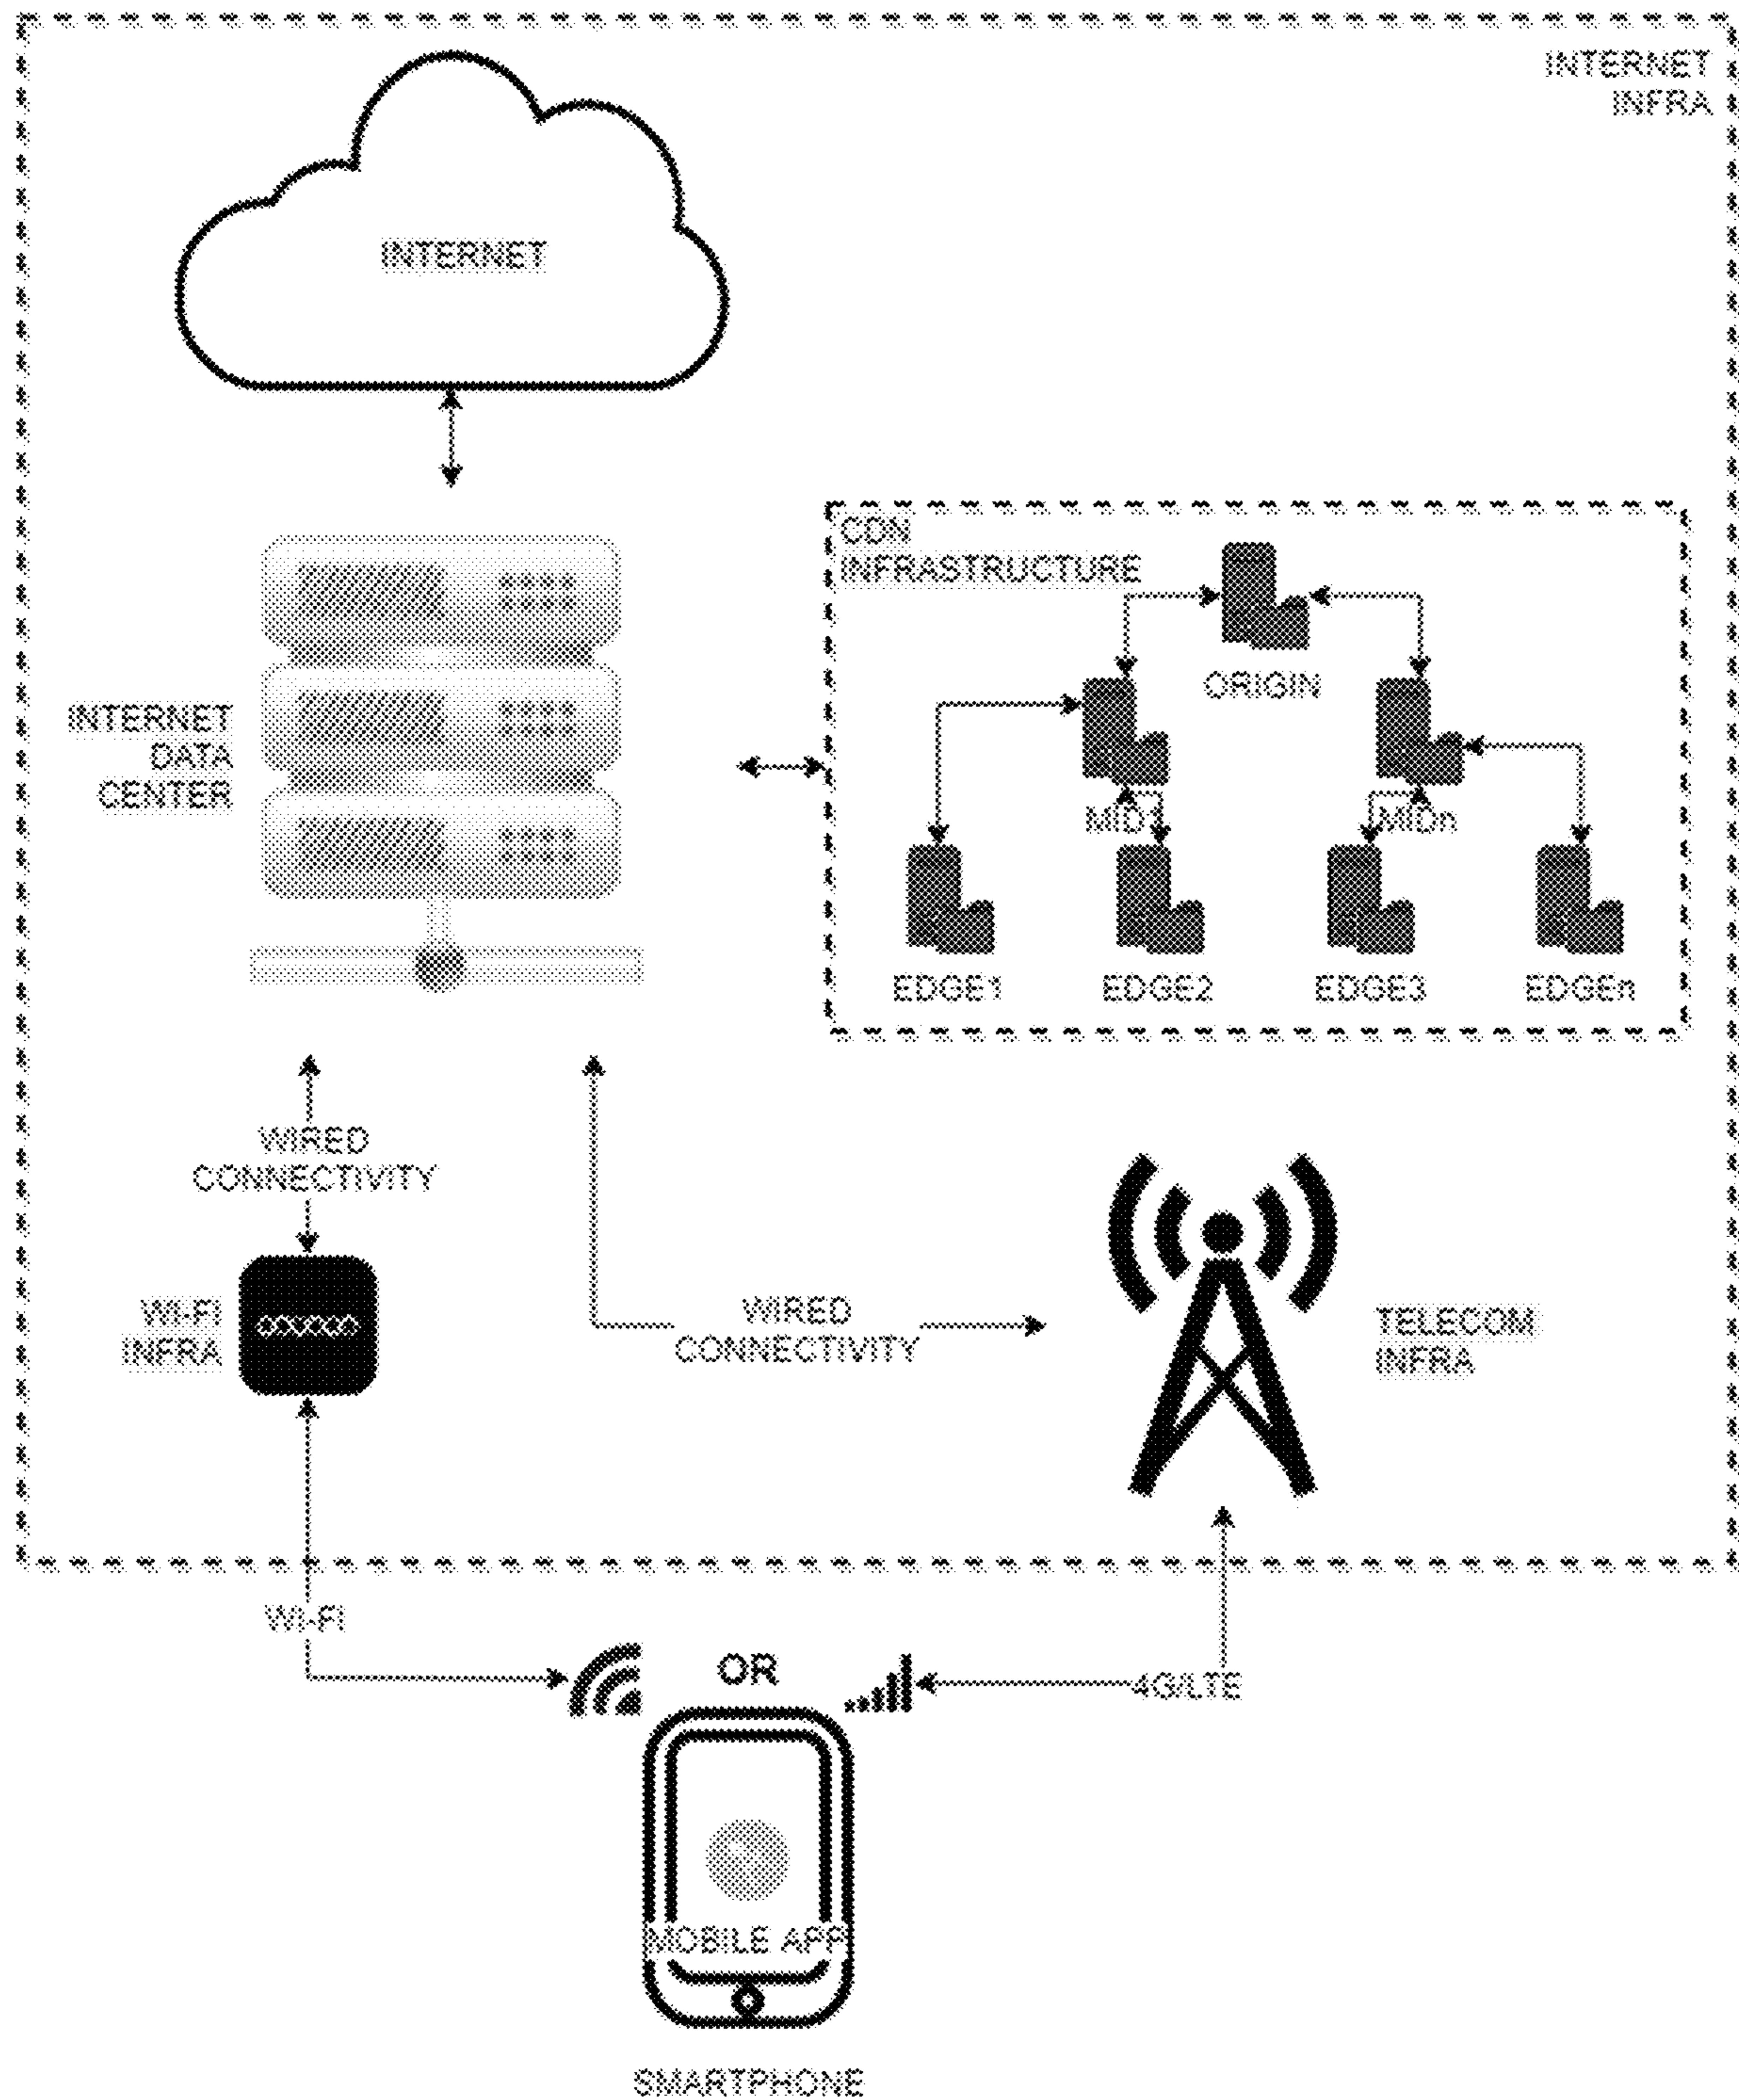 INTERNET
INFRA
INTERNET
CDN
INFRASTRUCTURE
ORIGIN
INTERNET
DATA
CENTER
MIDn
EDGE1
EDGE2
EDGE3
EDGEn
WIRED
CONNECTIVITY
WI-FI
INFRA
WIRED
CONNECTIVITY
TELECOM
INFRA
WI-FI
OR
4G/LTE
MOBILE APP
SMARTPHONE